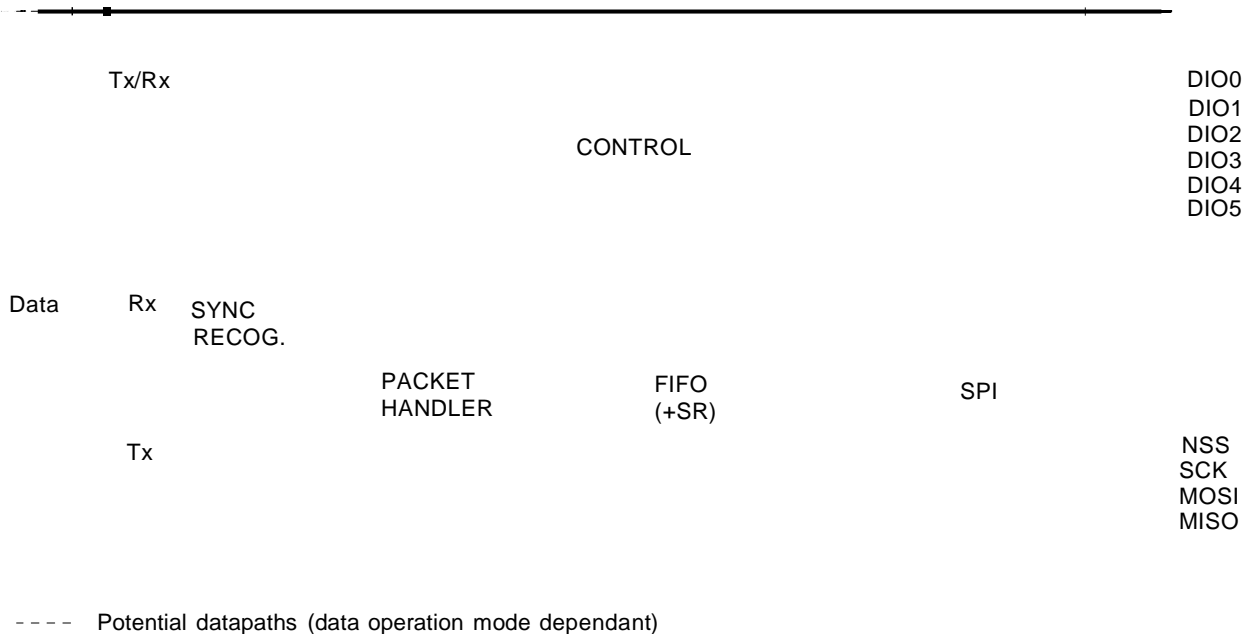 Tx/Rx
DIO0
DIO1
DIO2
DIO3
DIO4
DIO5
CONTROL
Data
Rx
SYNC
RECOG.
PACKET
HANDLER
FIFO
(+SR)
SPI
Tx
NSS
SCK
MOSI
MISO
Potential datapaths (data operation mode dependant)